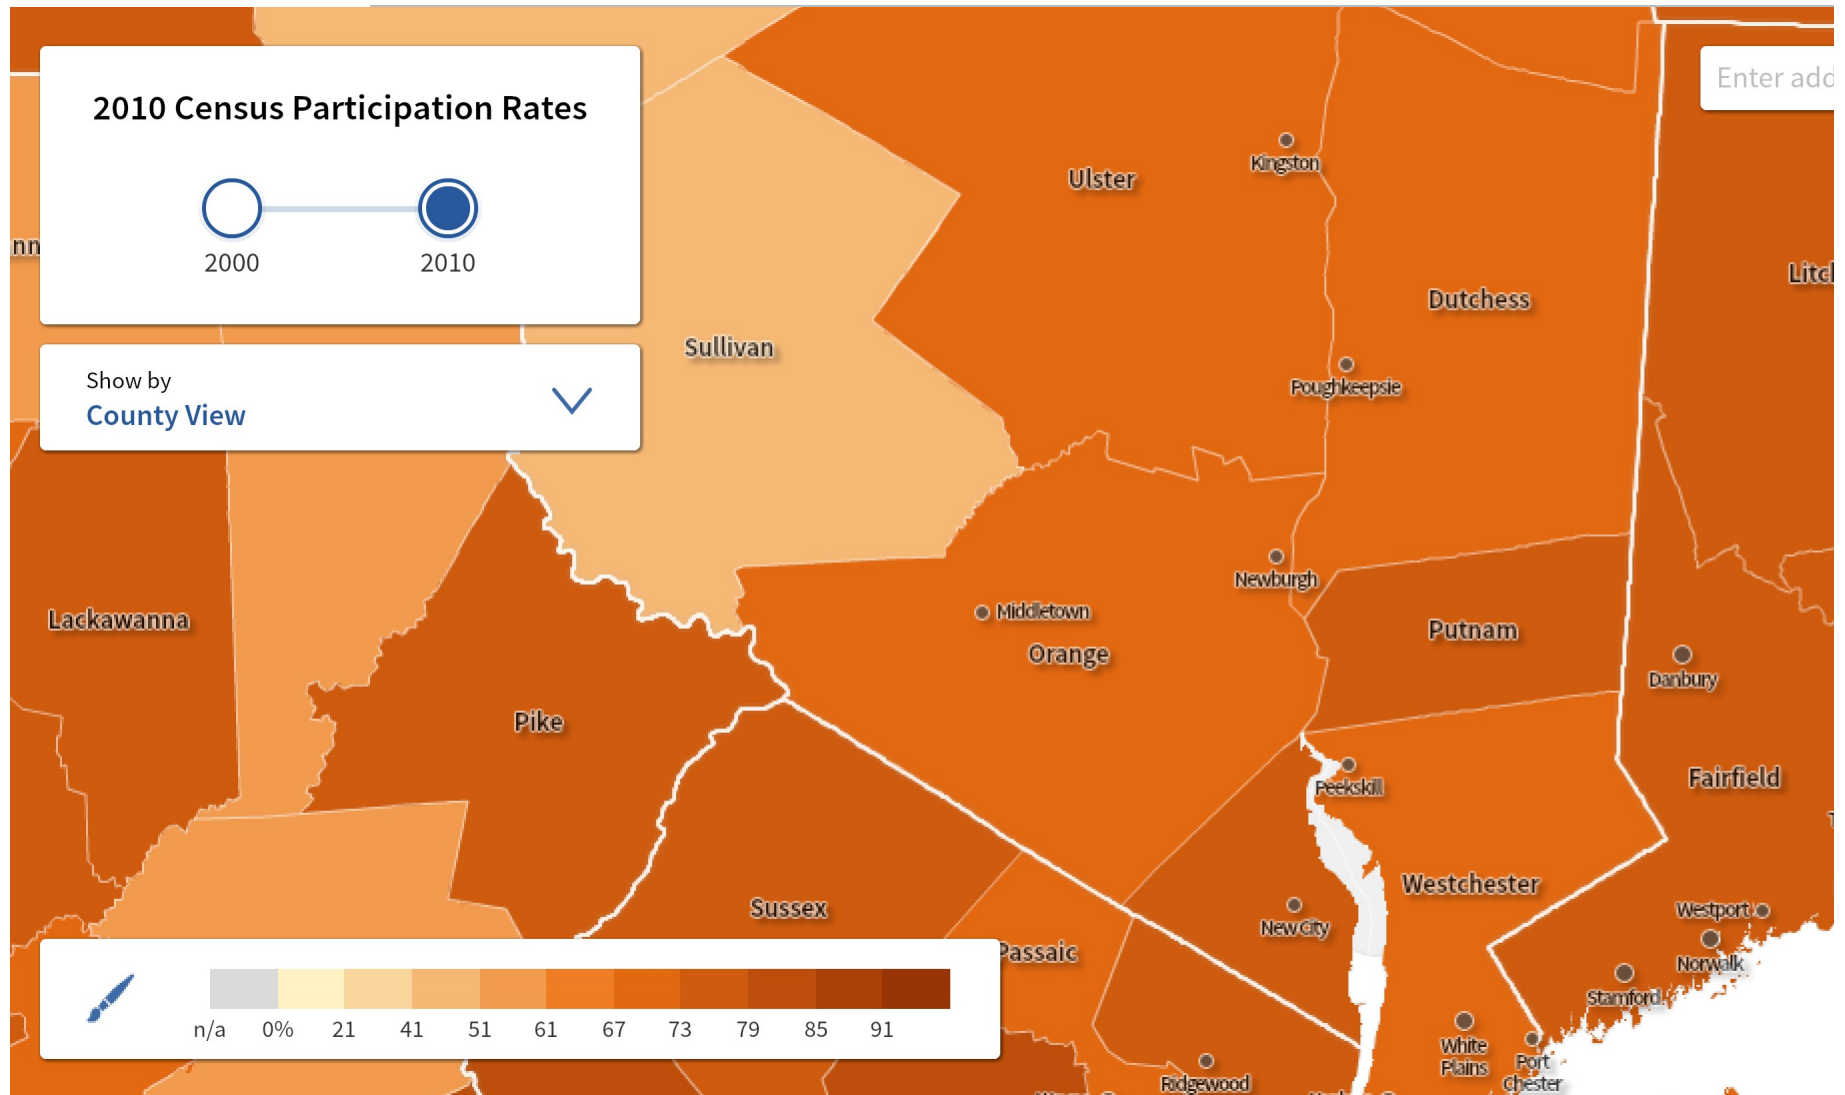 2010 Census Participation Rates
2000 2010
Show by
County View
Enter add
Kingston
Ulster
nn
Litcl
Dutchess
Sullivan
Poughkeepsie
Newburgh
Middletown
Lackawanna
Putnam
Orange
Danbury
Pike
Fairfield
Peekskill
Westchester
Sussex
Westport
New City
Passaic
Norwalk
Stamford
n/a 0% 21 41 51 61 67 73 79 85 91
White
Plains
Port
Chester
Ridgewood